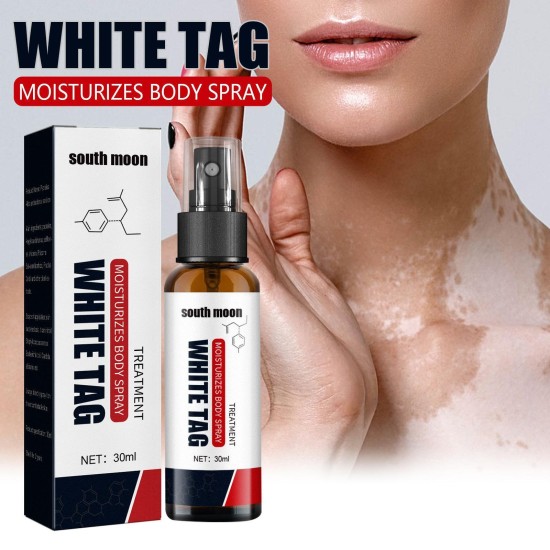 WHITE TAG
MOISTURIZES BODY SPRAY
south moon
WHITE TAG
MOISTURIZES BODY SPRAY
TREATMENT
NET: 30ml
south moon
WHITE TAG
MOISTURIZES BODY SPRAY
TREATMENT
NET: 30ml